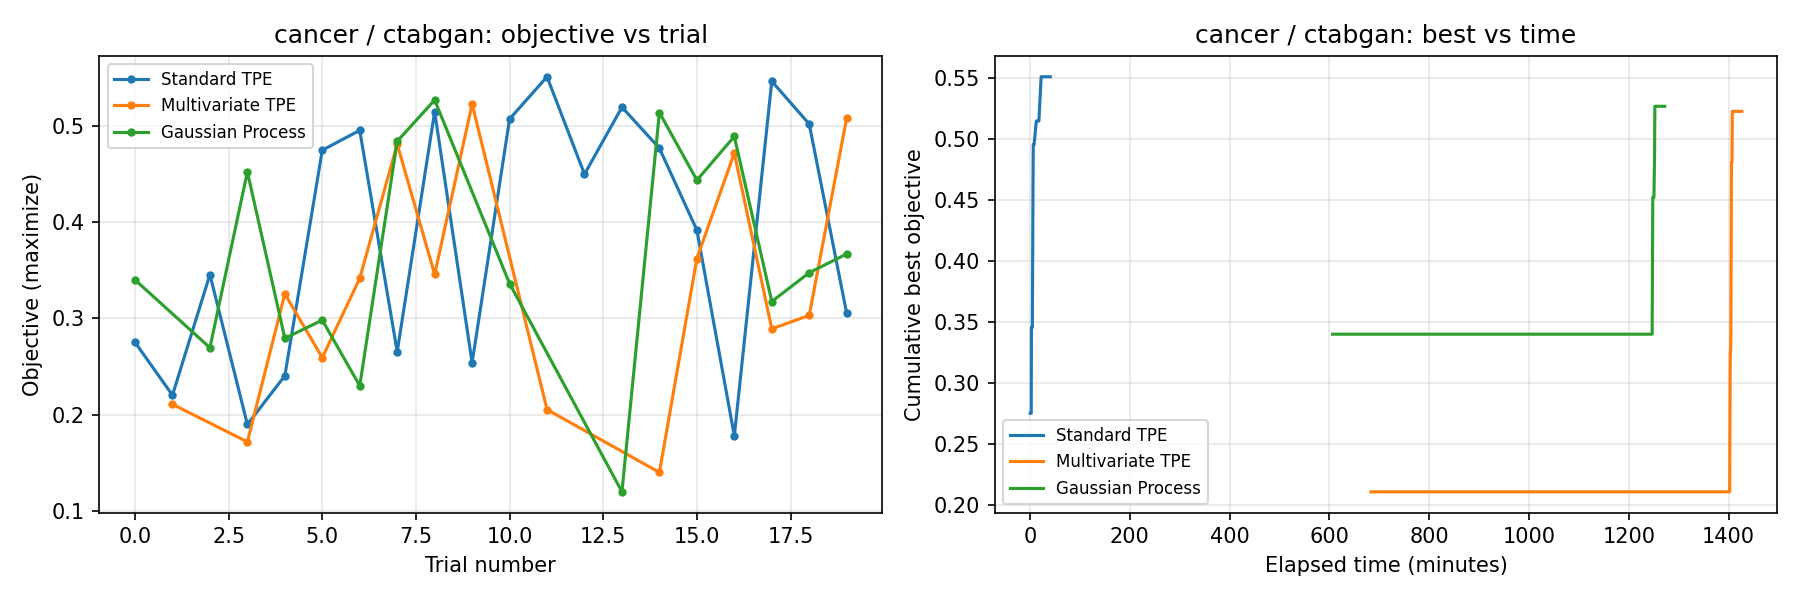 cancer / ctabgan: objective vs trial
Objective (maximize)
0.5
0.4
0.3
0.2
0.1
Standard TPE
Multivariate TPE
Gaussian Process
0.0 2.5 5.0 7.5 10.0 12.5 15.0 17.5
Trial number
cancer / ctabgan: best vs time
Cumulative best objective
0.55
0.50
0.45
0.40
0.35
0.30
0.25
0.20
Standard TPE
Multivariate TPE
Gaussian Process
0 200 400 600 800 1000 1200 1400
Elapsed time (minutes)